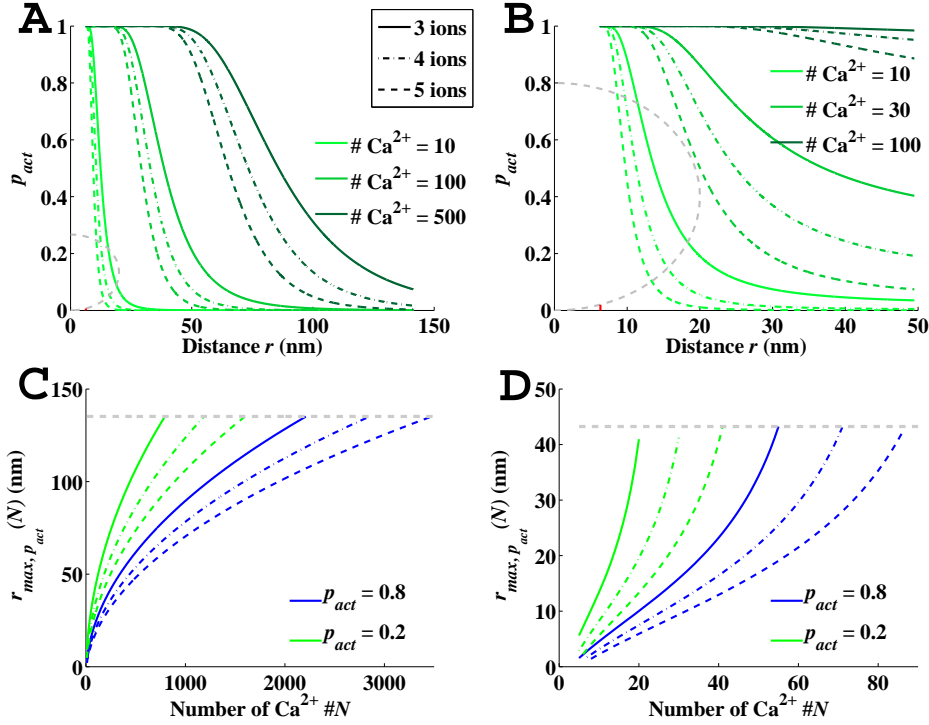 A
1
0.8
0.6
0.4
0.2
0
p_act
0
50
100
150
Distance r (nm)
3 ions
4 ions
5 ions
# Ca²⁺ = 10
# Ca²⁺ = 100
# Ca²⁺ = 500
B
1
0.8
0.6
0.4
0.2
0
p_act
0
10
20
30
40
50
Distance r (nm)
# Ca²⁺ = 10
# Ca²⁺ = 30
# Ca²⁺ = 100
C
150
100
50
0
r_max, p_act (N) (nm)
0
1000
2000
3000
Number of Ca²⁺ #N
p_act = 0.8
p_act = 0.2
D
50
40
30
20
10
0
r_max, p_act (N) (nm)
0
20
40
60
80
Number of Ca²⁺ #N
p_act = 0.8
p_act = 0.2